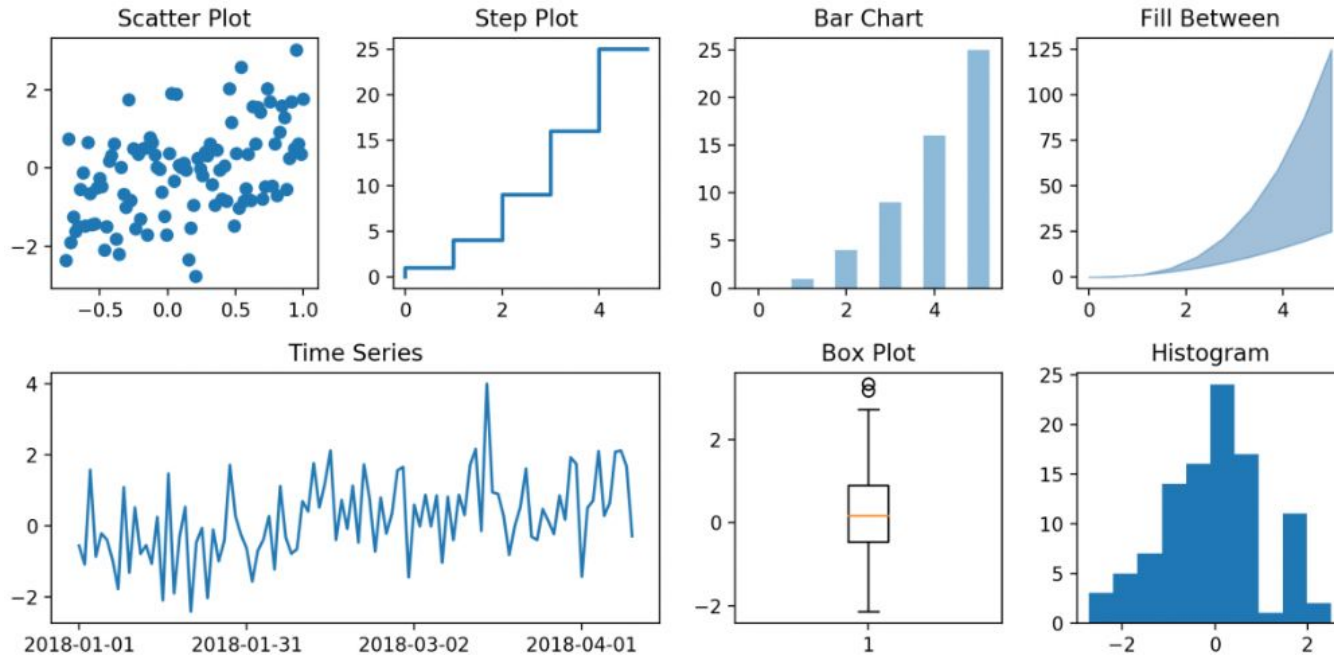 Scatter Plot
Step Plot
Bar Chart
Fill Between
2
0
−2
−0.5 0.0 0.5 1.0
25
20
15
10
5
0
0 2 4
25
20
15
10
5
0
0 2 4
125
100
75
50
25
0
0 2 4
Time Series
Box Plot
Histogram
4
2
0
−2
2018-01-01 2018-01-31 2018-03-02 2018-04-01
2
0
−2
1
25
20
15
10
5
0
−2 0 2